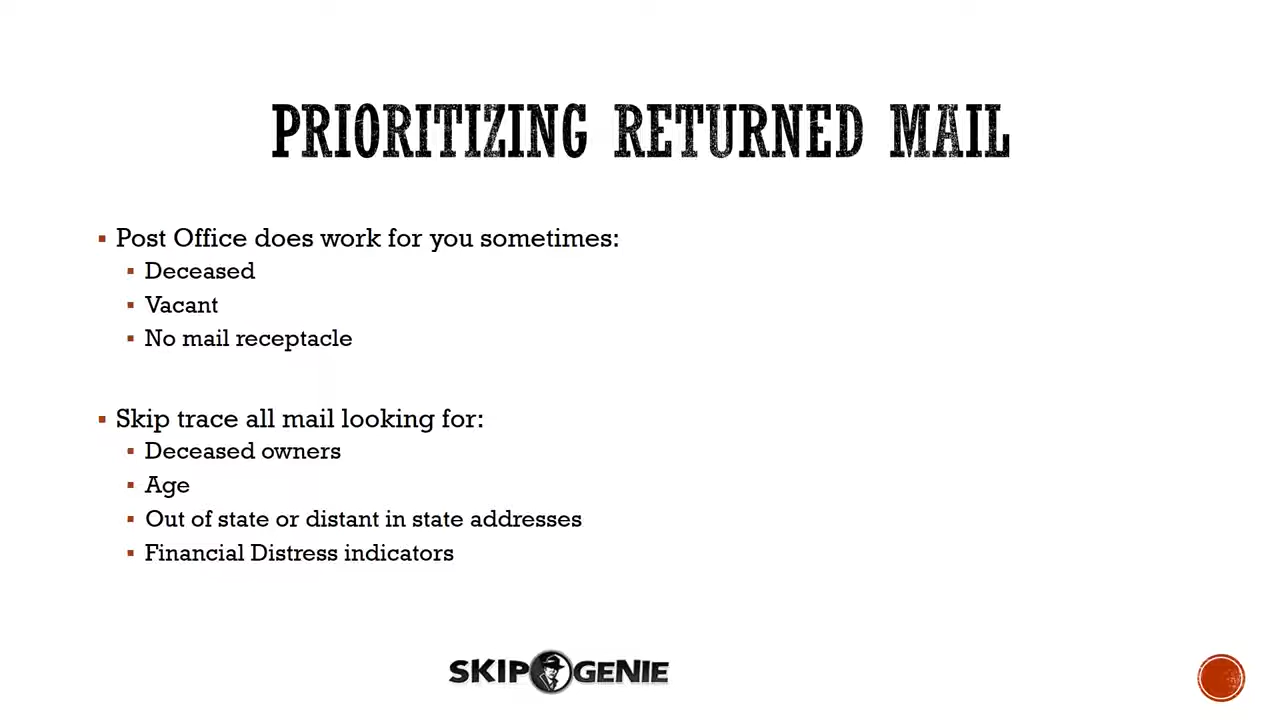 PRIORITIZING RETURNED MAIL
Post Office does work for you sometimes:
Deceased
Vacant
No mail receptacle
Skip trace all mail looking for:
Deceased owners
Age
Out of state or distant in state addresses
Financial Distress indicators
SKIP GENIE